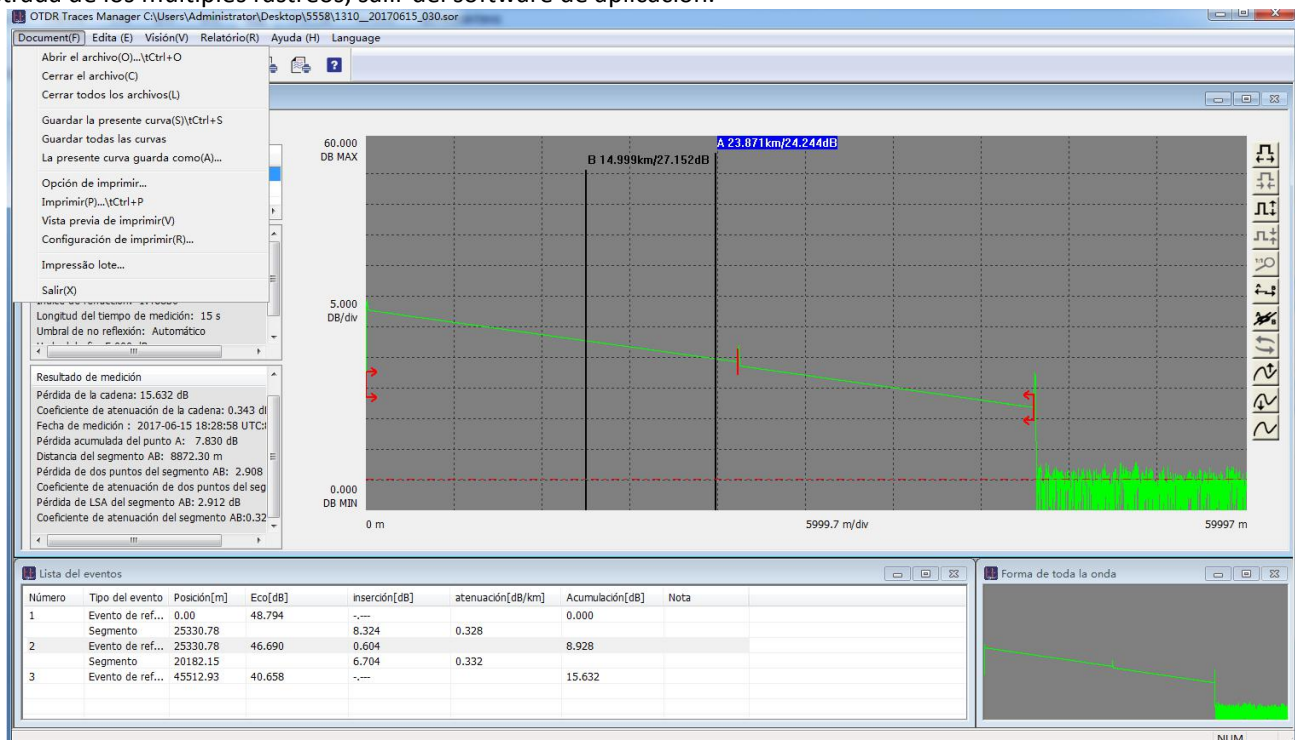 de los múltiples rastreos, salir del software de aplicación.
OTDR Traces Manager C:\Users\Administrator\Desktop\5558\1310__20170615_030.sor
Document(F) Edita (E) Visión(V) Relatório(R) Ayuda (H) Language
Abrir el archivo(O)...\tCtrl+O
Cerrar el archivo(C)
Cerrar todos los archivos(L)
Guardar la presente curva(S)\tCtrl+S
Guardar todas las curvas
La presente curva guarda como(A)...
Opción de imprimir...
Imprimir(P)...\tCtrl+P
Vista previa de imprimir(V)
Configuración de imprimir(R)...
Impressão lote...
Salir(X)
Longitud del tiempo de medición: 15 s
Umbral de no reflexión: Automático
Resultado de medición
Pérdida de la cadena: 15.632 dB
Coeficiente de atenuación de la cadena: 0.343
Fecha de medición : 2017-06-15 18:28:58 UTC:
Pérdida acumulada del punto A: 7.830 dB
Distancia del segmento AB: 8872.30 m
Pérdida de dos puntos del segmento AB: 2.908
Coeficiente de atenuación de dos puntos del seg
Pérdida de LSA del segmento AB: 2.912 dB
Coeficiente de atenuación del segmento AB:0.32
60.000
DB MAX
A 23.871km/24.244dB
B 14.999km/27.152dB
5.000
DB/div
0.000
DB MIN
0 m
5999.7 m/div
59997 m
Lista del eventos
Número Tipo del evento Posición[m] Eco[dB] inserción[dB] atenuación[dB/km] Acumulación[dB] Nota
1 Evento de ref... 0.00 48.794 -.--- 0.000
Segmento 25330.78 8.324 0.328
2 Evento de ref... 25330.78 46.690 0.604 8.928
Segmento 20182.15 6.704 0.332
3 Evento de ref... 45512.93 40.658 -.--- 15.632
Forma de toda la onda
NUM